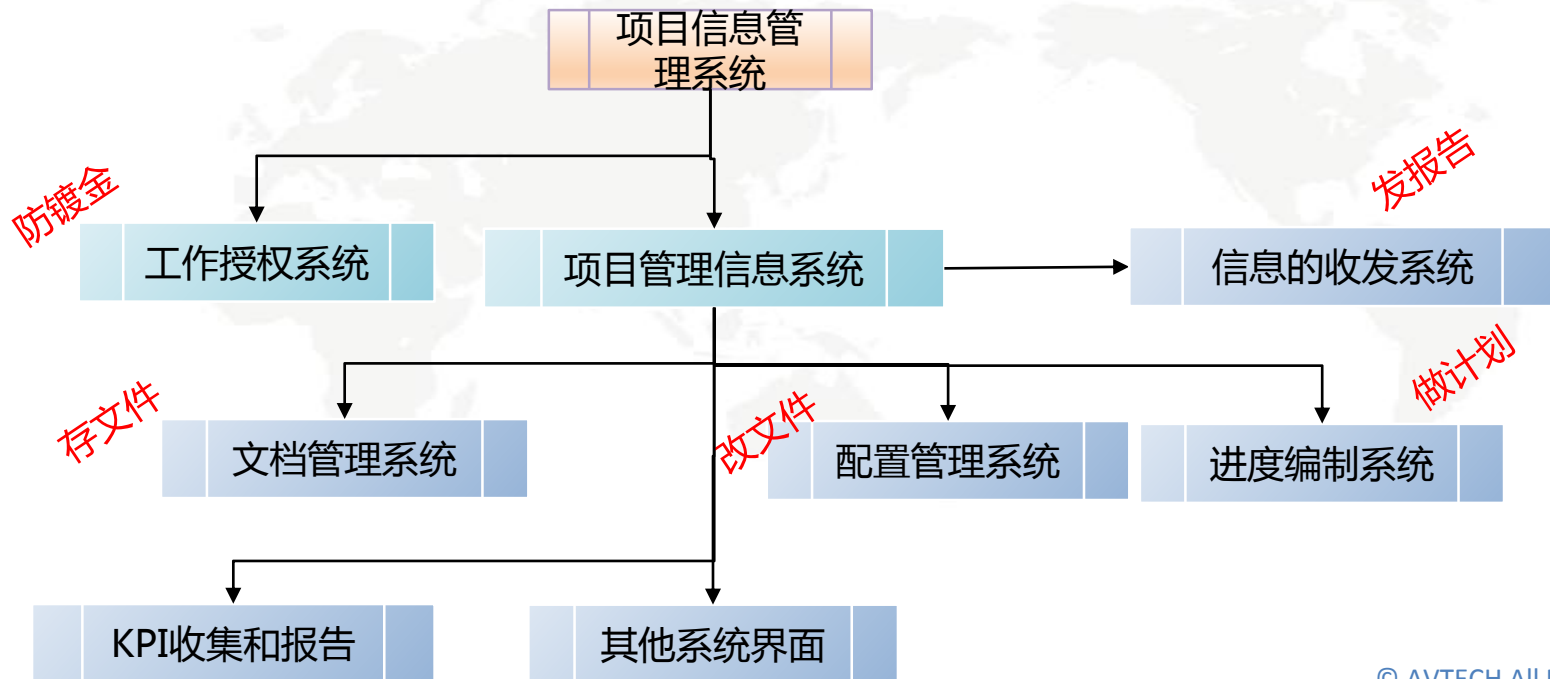 项目信息管
理系统
防镀金
发报告
工作授权系统
项目管理信息系统
信息的收发系统
存文件
改文件
做计划
文档管理系统
配置管理系统
进度编制系统
KPI收集和报告
其他系统界面
© AVTECH All